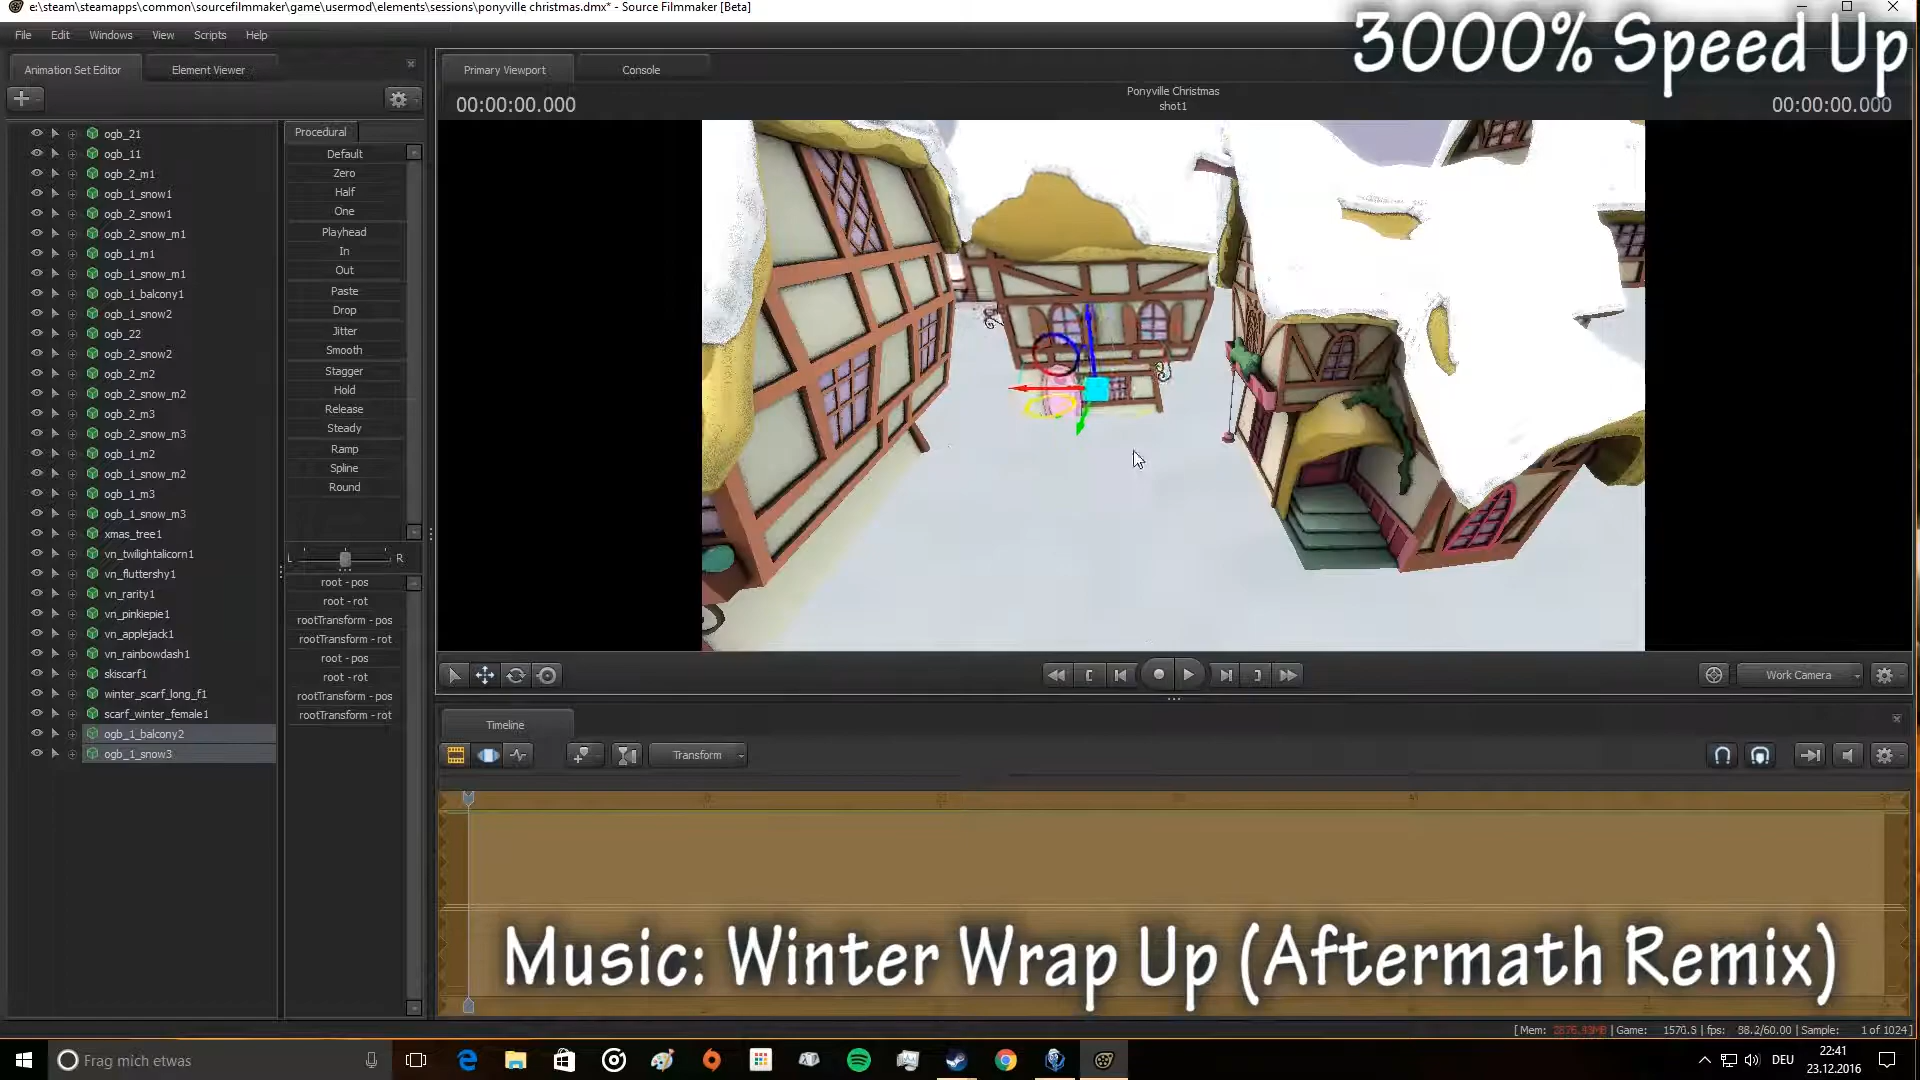 e:\steam\steamapps\common\sourcefilmmaker\game\usermod\elements\sessions\ponyville christmas.dmx* - Source Filmmaker [Beta]
3000% Speed Up
File Edit Windows View Scripts Help
Animation Set Editor Element Viewer
Primary Viewport Console
00:00:00.000
Ponyville Christmas
shot1
00:00:00.000
ogb_21
ogb_11
ogb_2_m1
ogb_1_snow1
ogb_2_snow1
ogb_2_snow_m1
ogb_1_m1
ogb_1_snow_m1
ogb_1_balcony1
ogb_1_snow2
ogb_22
ogb_2_snow2
ogb_2_m2
ogb_2_snow_m2
ogb_2_m3
ogb_2_snow_m3
ogb_1_m2
ogb_1_snow_m2
ogb_1_m3
ogb_1_snow_m3
xmas_tree1
vn_twilightalicorn1
vn_fluttershy1
vn_rarity1
vn_pinkiepie1
vn_applejack1
vn_rainbowdash1
skiscarf1
winter_scarf_long_f1
scarf_winter_female1
ogb_1_balcony2
ogb_1_snow3
Procedural
Default
Zero
Half
One
Playhead
In
Out
Paste
Drop
Jitter
Smooth
Stagger
Hold
Release
Steady
Ramp
Spline
Round
L R
root - pos
root - rot
rootTransform - pos
rootTransform - rot
root - pos
root - rot
rootTransform - pos
rootTransform - rot
Work Camera
Timeline
Transform
Music: Winter Wrap Up (Aftermath Remix)
[ Mem: 2876.93MB | Game: 1570.9 | fps: 98.2/60.00 | Sample: 1 of 1024 ]
Frag mich etwas
DEU
22:41
23.12.2016